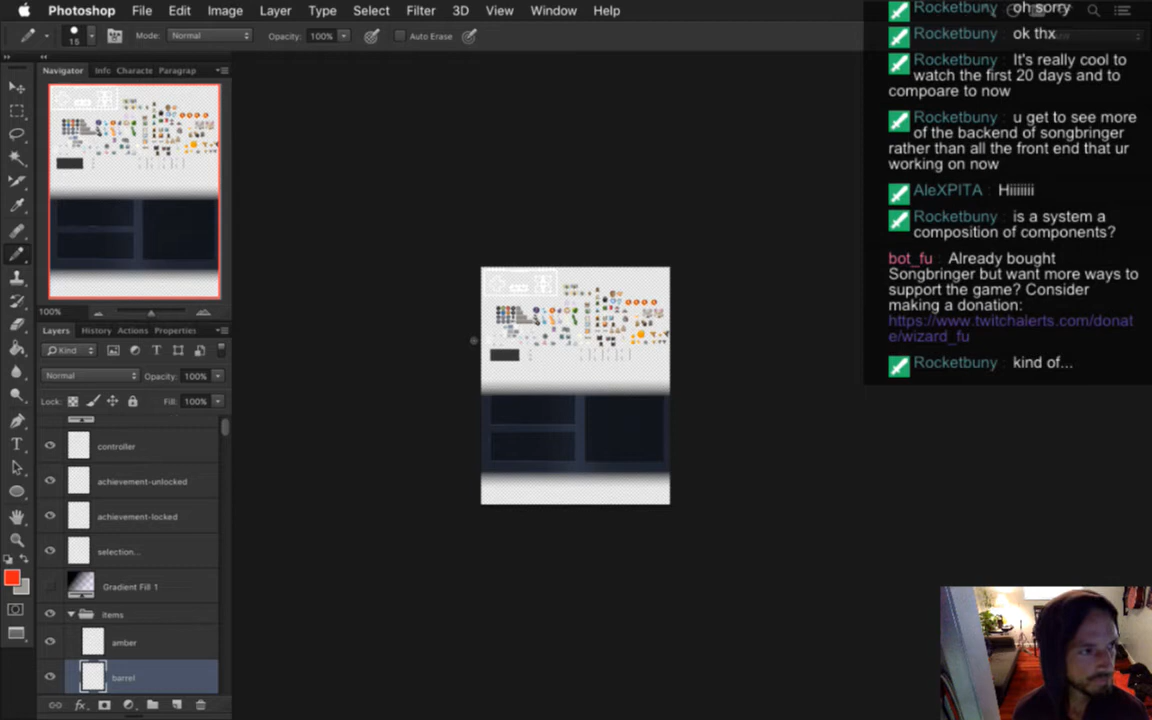 Photoshop File Edit Image Layer Type Select Filter 3D View Window Help
15 Mode: Normal Opacity: 100% Auto Erase
Navigator Info Characte Paragrap
100%
Layers History Actions Properties
Kind
Normal Opacity: 100%
Lock: Fill: 100%
controller
achievement-unlocked
achievement-locked
selection...
Gradient Fill 1
items
amber
barrel
Rocketbuny : oh sorry
Rocketbuny : ok thx
Rocketbuny : It's really cool to
watch the first 20 days and to
compoare to now
Rocketbuny : u get to see more
of the backend of songbringer
rather than all the front end that ur
working on now
AleXPITA : Hiiiiiii
Rocketbuny : is a system a
composition of components?
bot_fu : Already bought
Songbringer but want more ways to
support the game? Consider
making a donation:
https://www.twitchalerts.com/donat
e/wizard_fu
Rocketbuny : kind of...